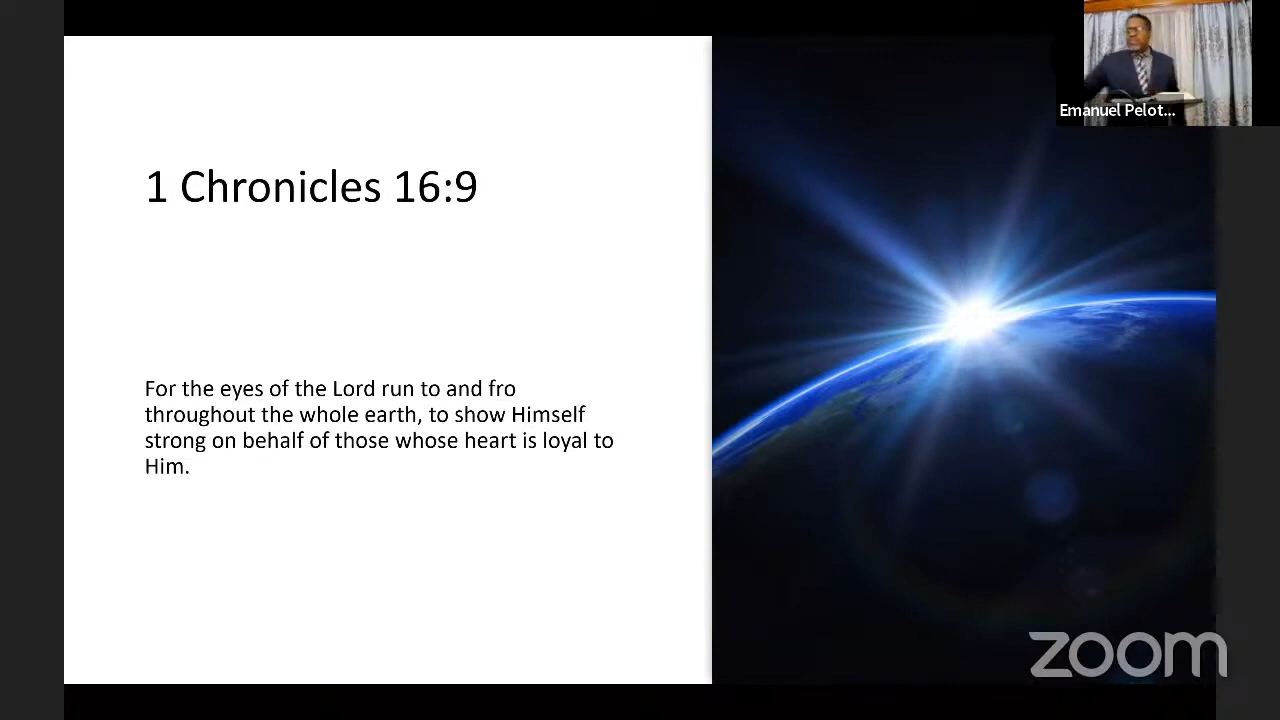 1 Chronicles 16:9
For the eyes of the Lord run to and fro
throughout the whole earth, to show Himself
strong on behalf of those whose heart is loyal to
Him.
Emanuel Pelot...
zoom